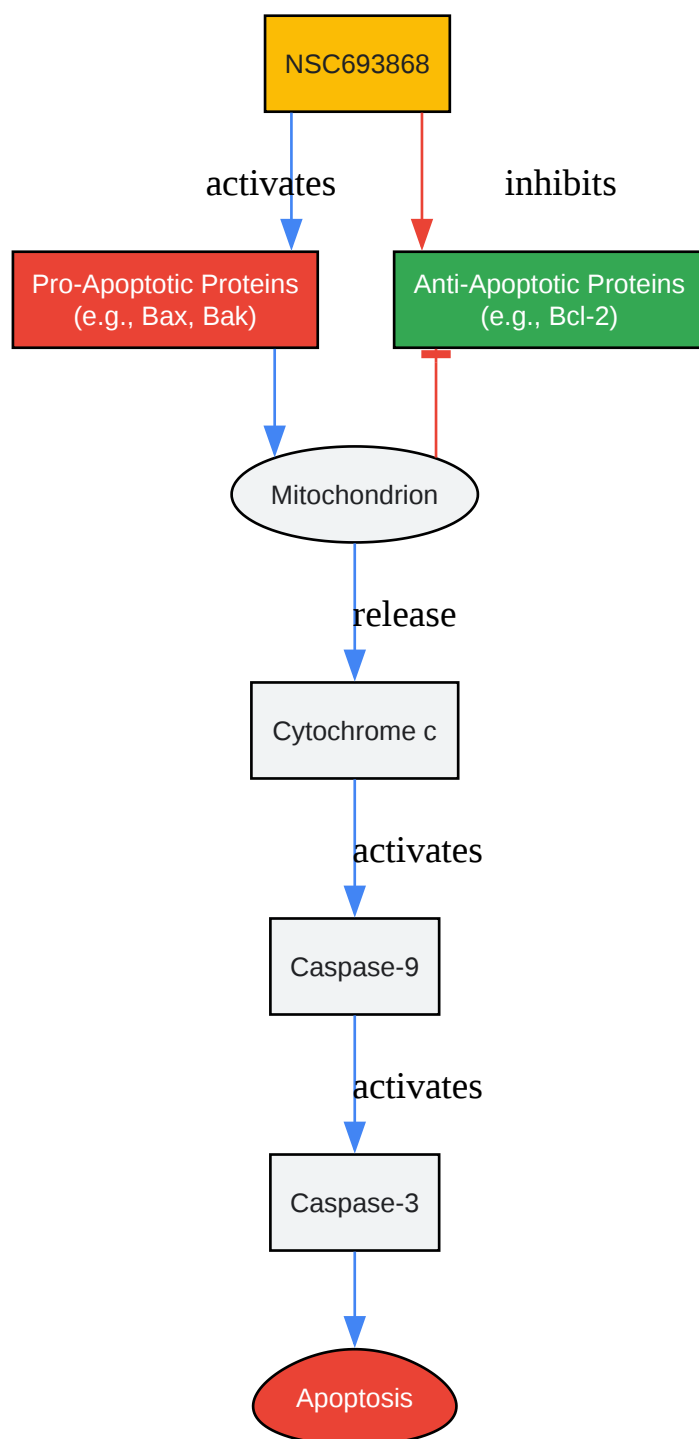 NSC693868
activates
inhibits
Pro-Apoptotic Proteins
(e.g., Bax, Bak)
Anti-Apoptotic Proteins
(e.g., Bcl-2)
Mitochondrion
release
Cytochrome c
activates
Caspase-9
activates
Caspase-3
Apoptosis